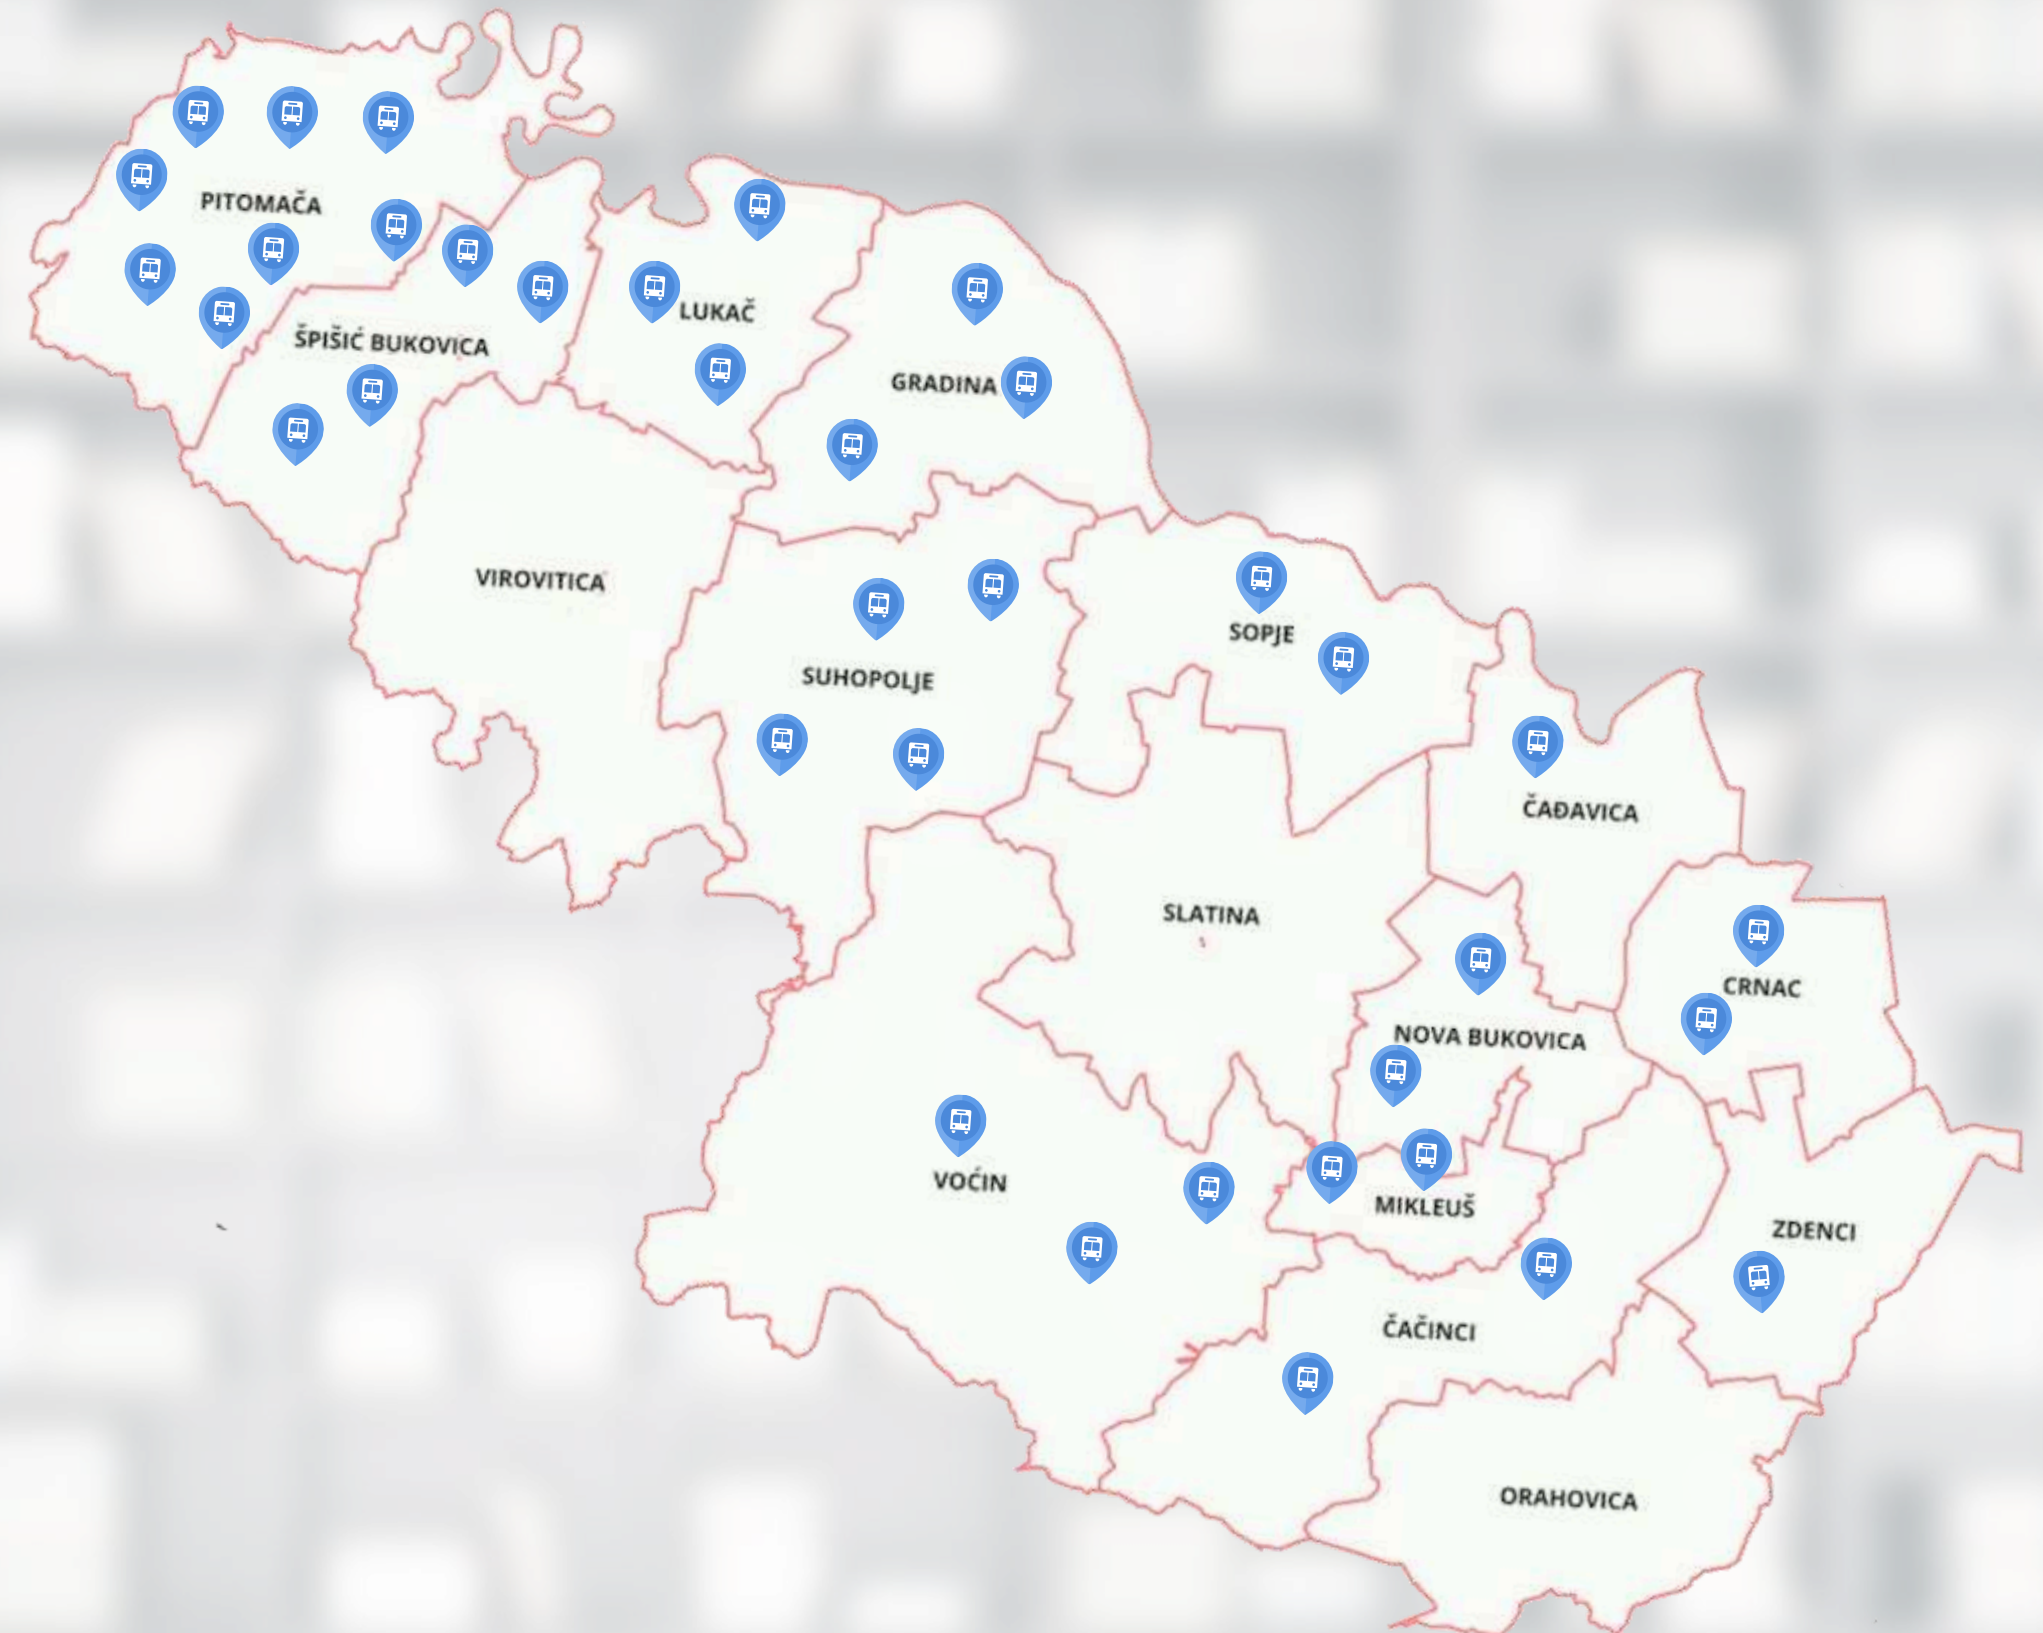 PITOMAČA
LUKAČ
ŠPIŠIĆ BUKOVICA
GRADINA
VIROVITICA
SOPJE
SUHOPOLJE
ČAĐAVICA
SLATINA
CRNAC
NOVA BUKOVICA
VOĆIN
MIKLEUŠ
ZDENCI
ČAČINCI
ORAHOVICA